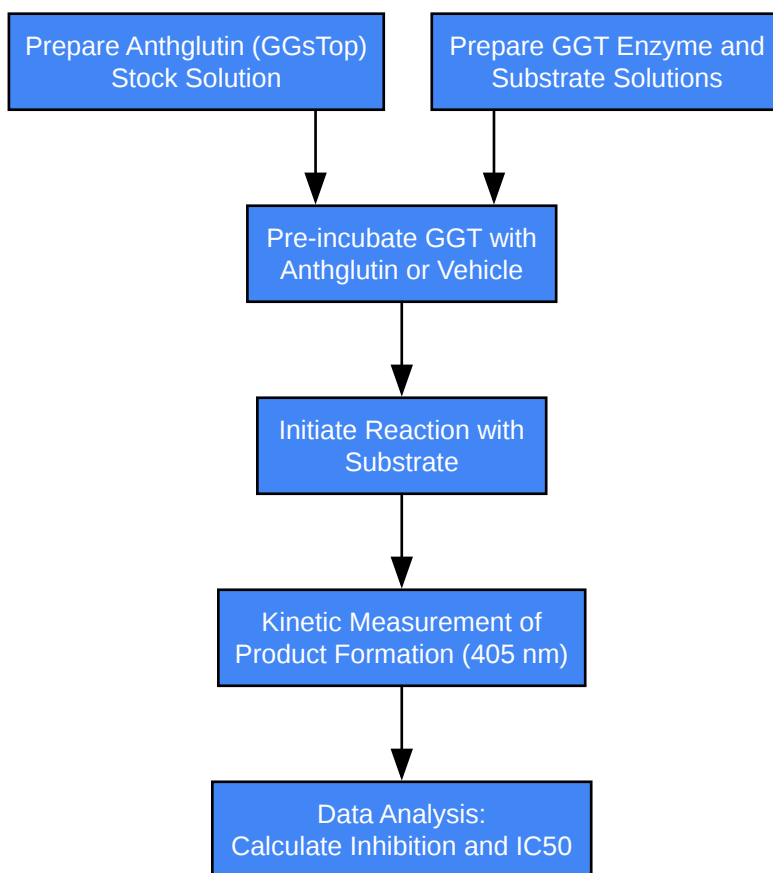 Prepare Anthglutin (GGsTop)
Stock Solution
Prepare GGT Enzyme and
Substrate Solutions
Pre-incubate GGT with
Anthglutin or Vehicle
Initiate Reaction with
Substrate
Kinetic Measurement of
Product Formation (405 nm)
Data Analysis:
Calculate Inhibition and IC50